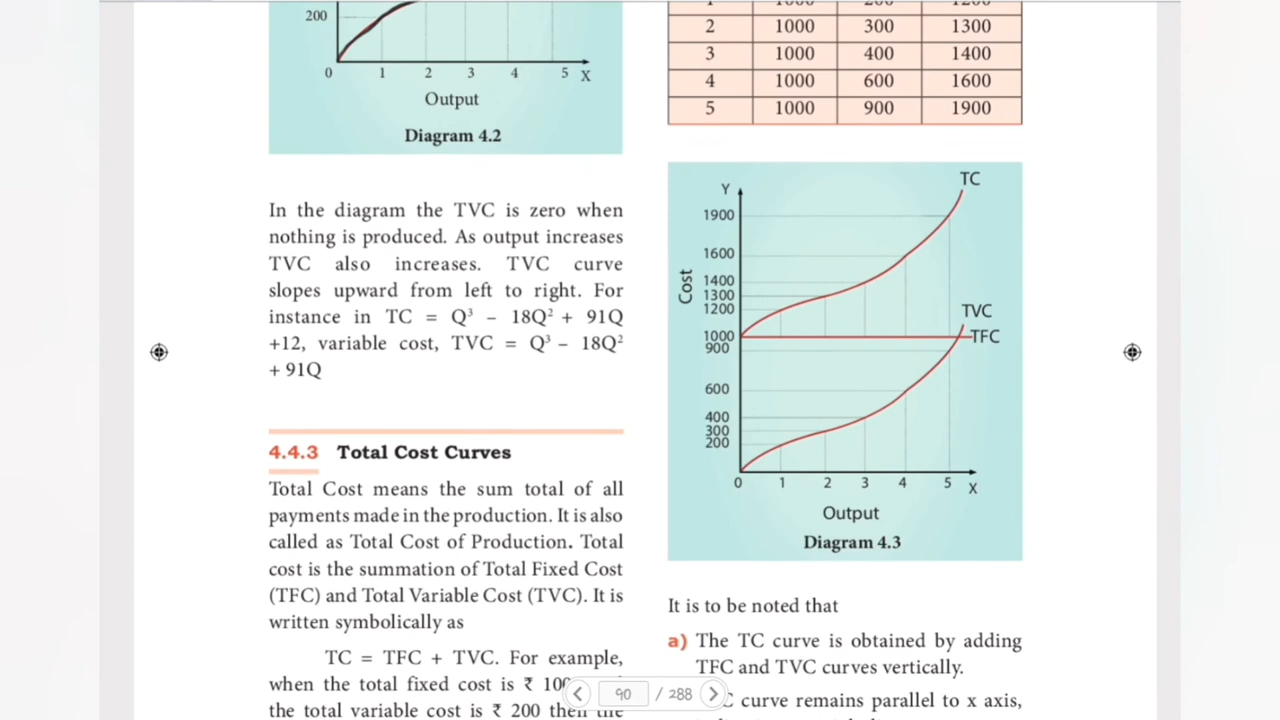 200
0 1 2 3 4 5 X
Output
Diagram 4.2
In the diagram the TVC is zero when
nothing is produced. As output increases
TVC also increases. TVC curve
slopes upward from left to right. For
instance in TC = Q³ – 18Q² + 91Q
+12, variable cost, TVC = Q³ – 18Q²
+ 91Q
4.4.3 Total Cost Curves
Total Cost means the sum total of all
payments made in the production. It is also
called as Total Cost of Production. Total
cost is the summation of Total Fixed Cost
(TFC) and Total Variable Cost (TVC). It is
written symbolically as
TC = TFC + TVC. For example,
when the total fixed cost is ₹
the total variable cost is ₹ 200 then the
2 1000 300 1300
3 1000 400 1400
4 1000 600 1600
5 1000 900 1900
TC
Y
1900
1600
1400
1300
1200
1000
900
600
400
300
200
Cost
TVC
TFC
0 1 2 3 4 5 X
Output
Diagram 4.3
It is to be noted that
a) The TC curve is obtained by adding
TFC and TVC curves vertically.
curve remains parallel to x axis,
90 / 288